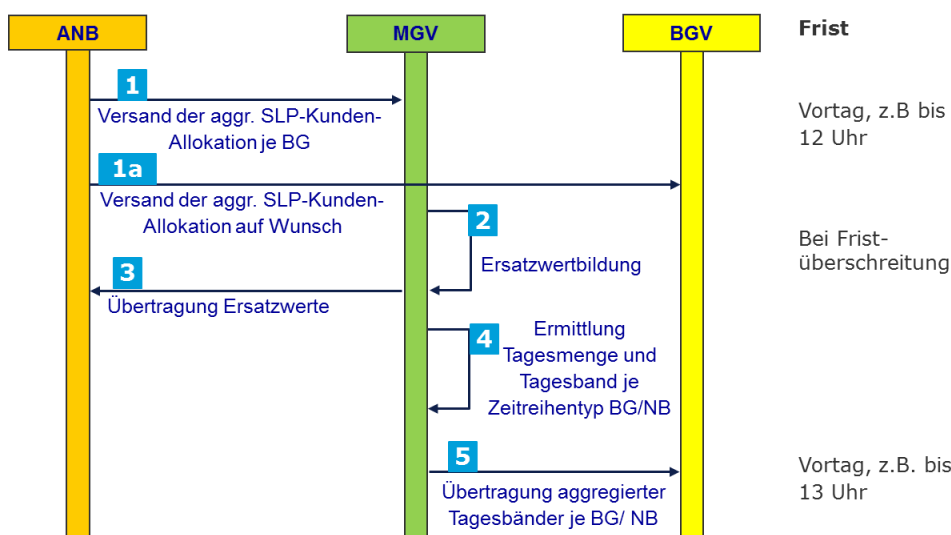 ANB
MGV
BGV
Frist
1
Versand der aggr. SLP-Kunden-
Allokation je BG
Vortag, z.B bis
12 Uhr
1a
Versand der aggr. SLP-Kunden-
Allokation auf Wunsch
2
Ersatzwertbildung
Bei Frist-
überschreitung
3
Übertragung Ersatzwerte
4
Ermittlung
Tagesmenge und
Tagesband je
Zeitreihentyp BG/NB
5
Übertragung aggregierter
Tagesbänder je BG/ NB
Vortag, z.B. bis
13 Uhr